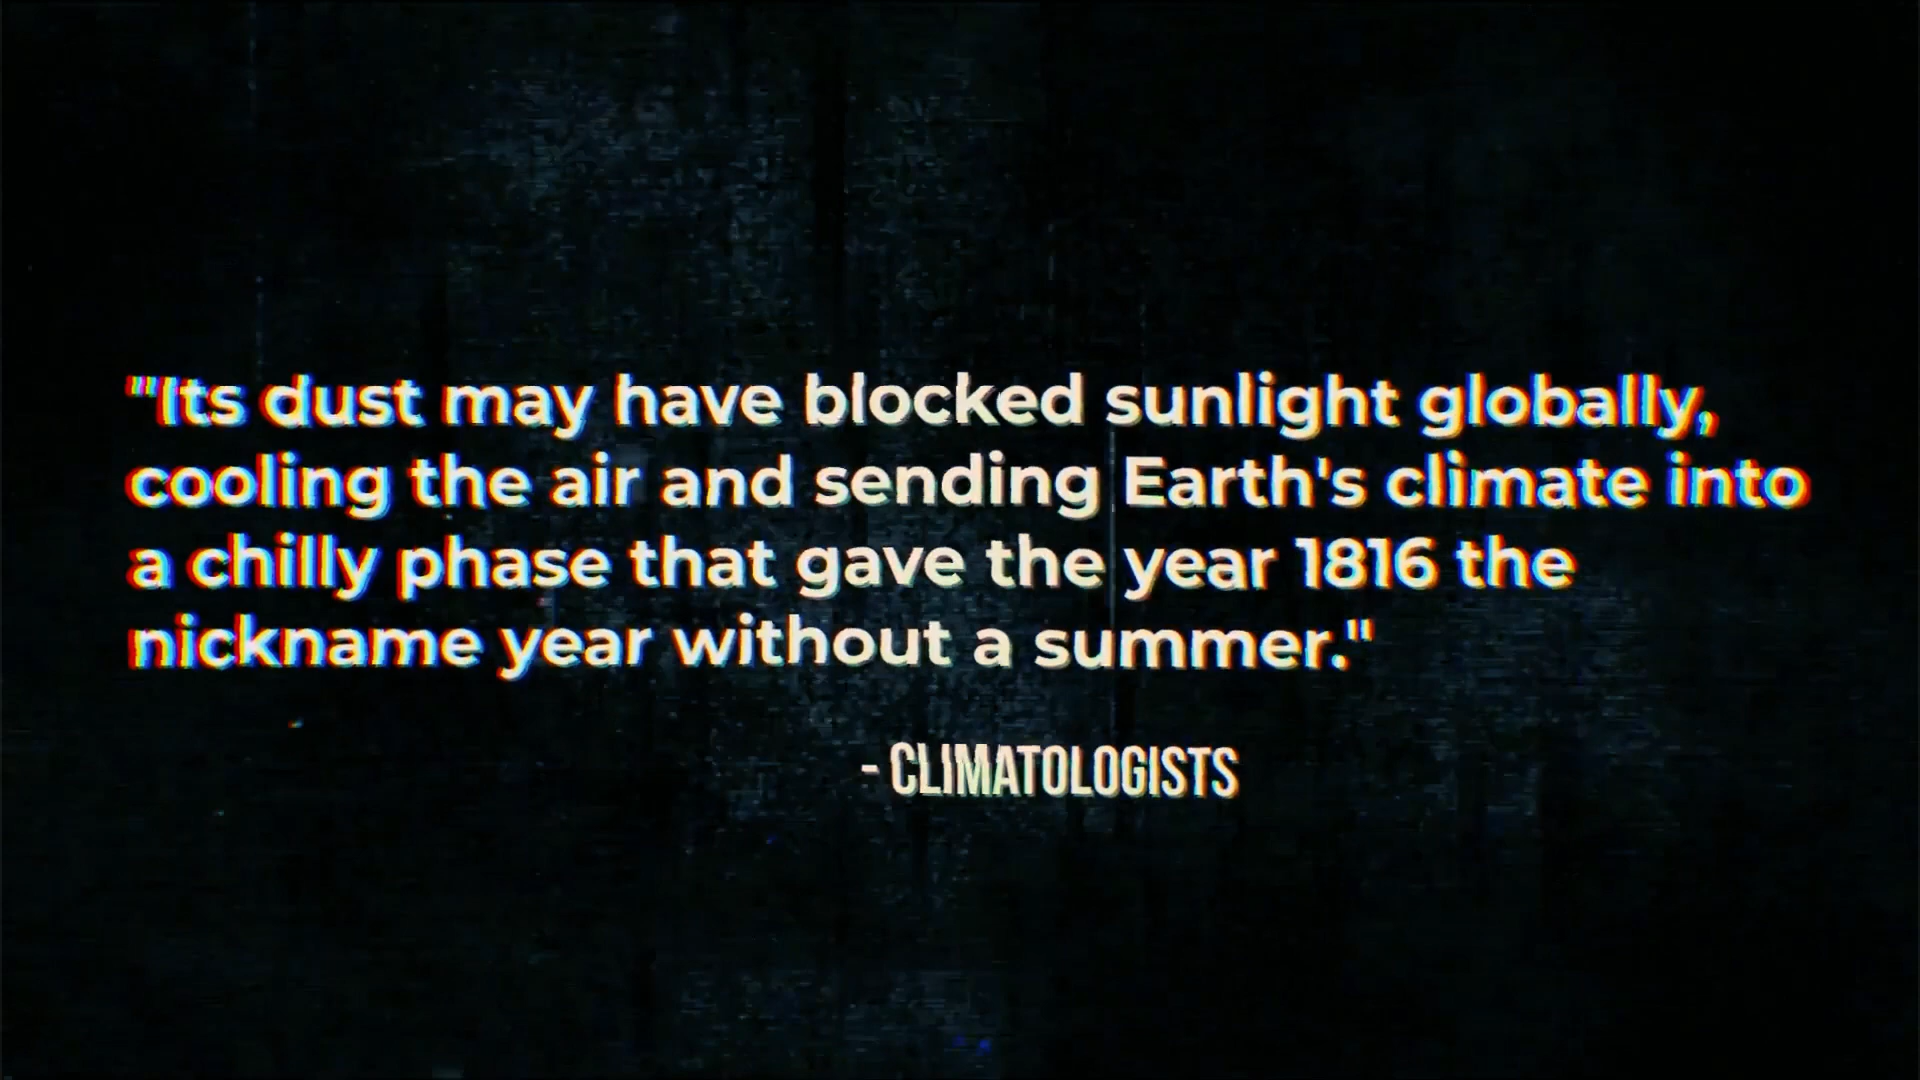 "Its dust may have blocked sunlight globally,
cooling the air and sending Earth's climate into
a chilly phase that gave the year 1816 the
nickname year without a summer."
- CLIMATOLOGISTS